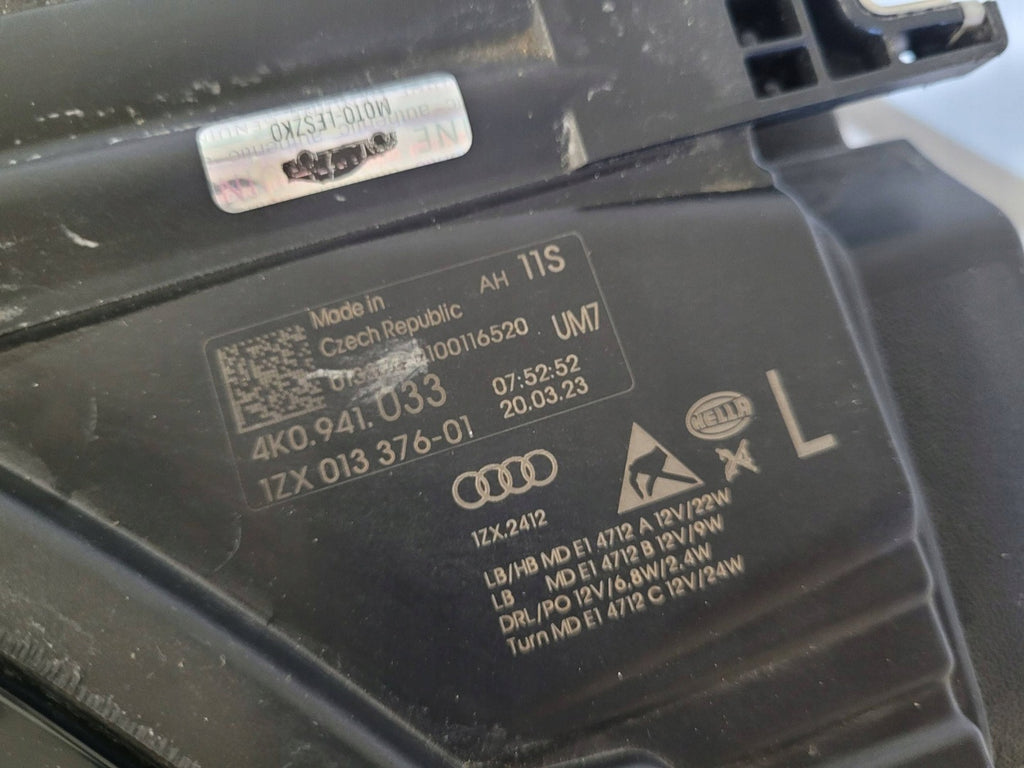 MOTO-LESZKO
Made in
Czech Republic
AH 11S
100116520
UM7
4K0.941.033
07:52:52
1ZX 013 376-01
20.03.23
HELLA
L
1ZX.2412
LB/HB MD E1 4712 A 12V/22W
LB MD E1 4712 B 12V/9W
DRL/PO 12V/6.8W/2.4W
Turn MD E1 4712 C 12V/24W